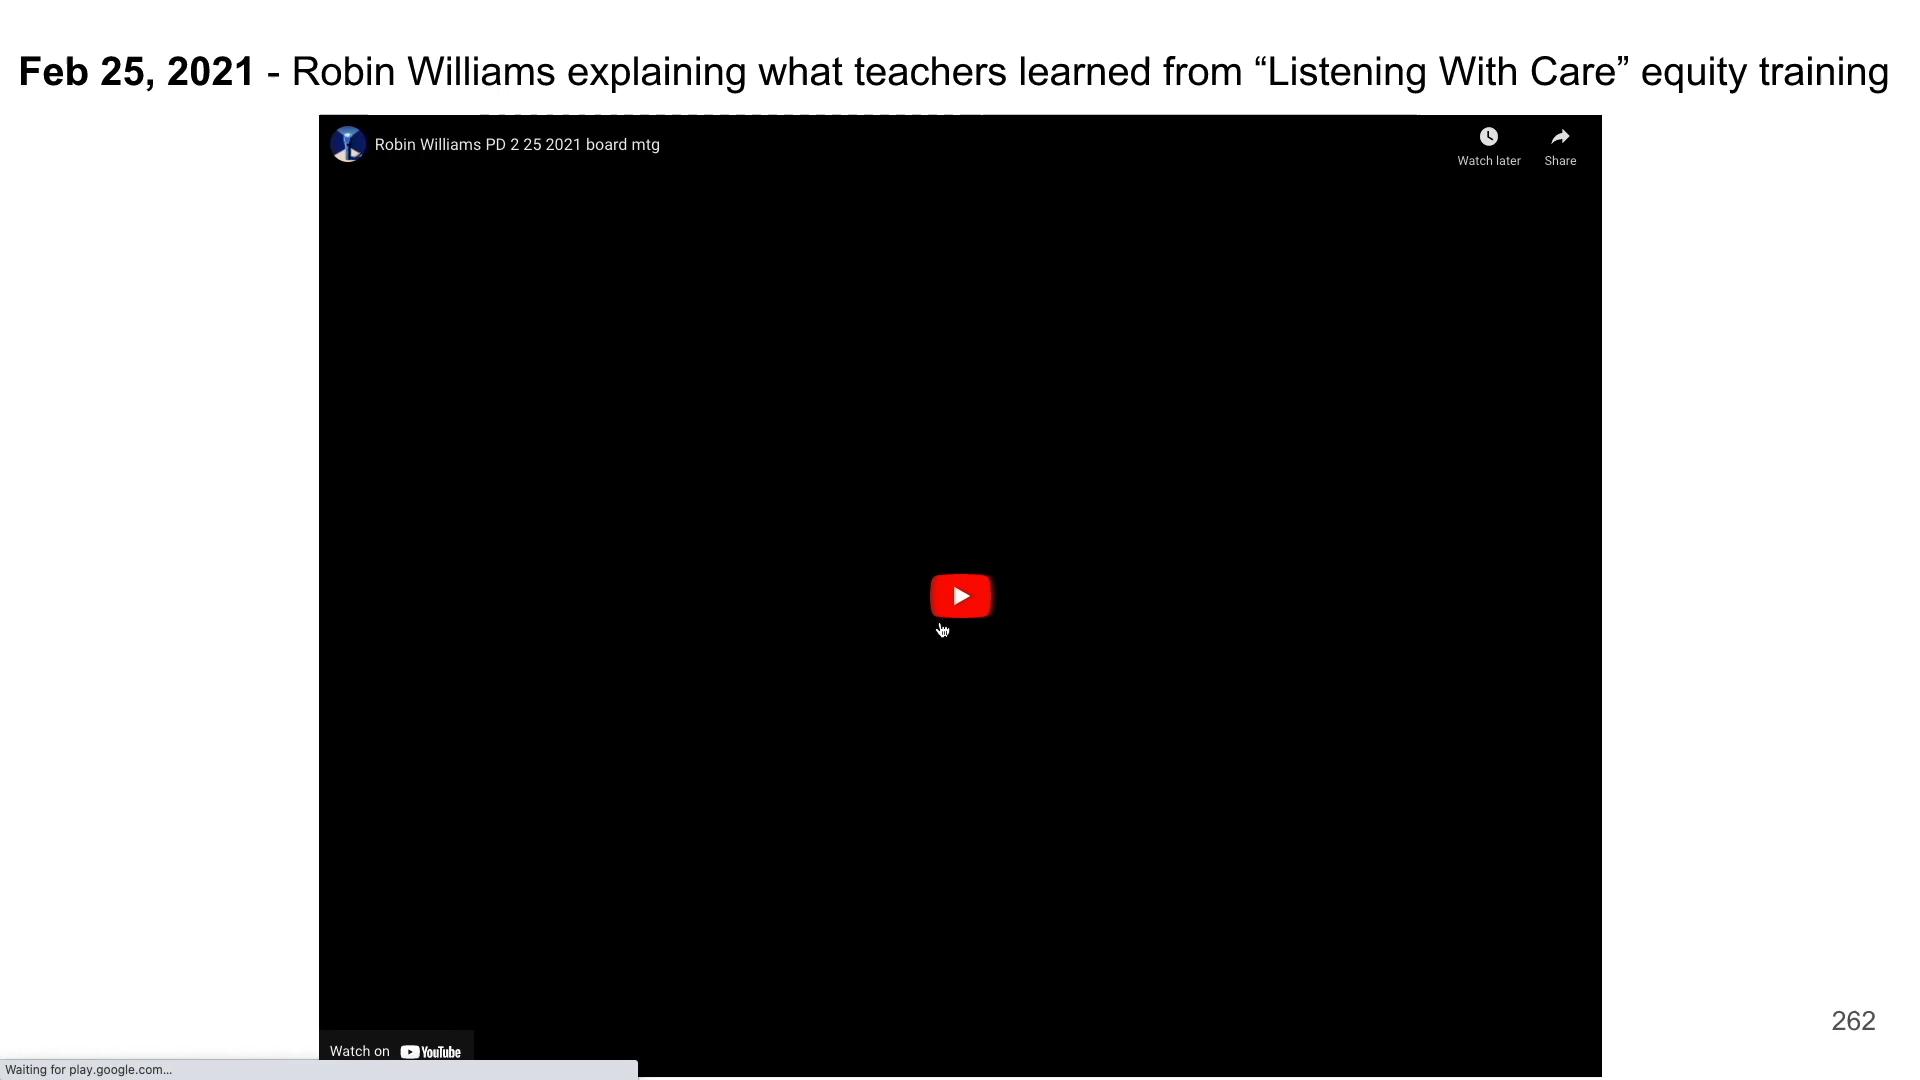 Feb 25, 2021 - Robin Williams explaining what teachers learned from “Listening With Care” equity training
Robin Williams PD 2 25 2021 board mtg
Watch later
Share
262
Watch on YouTube
Waiting for play.google.com...